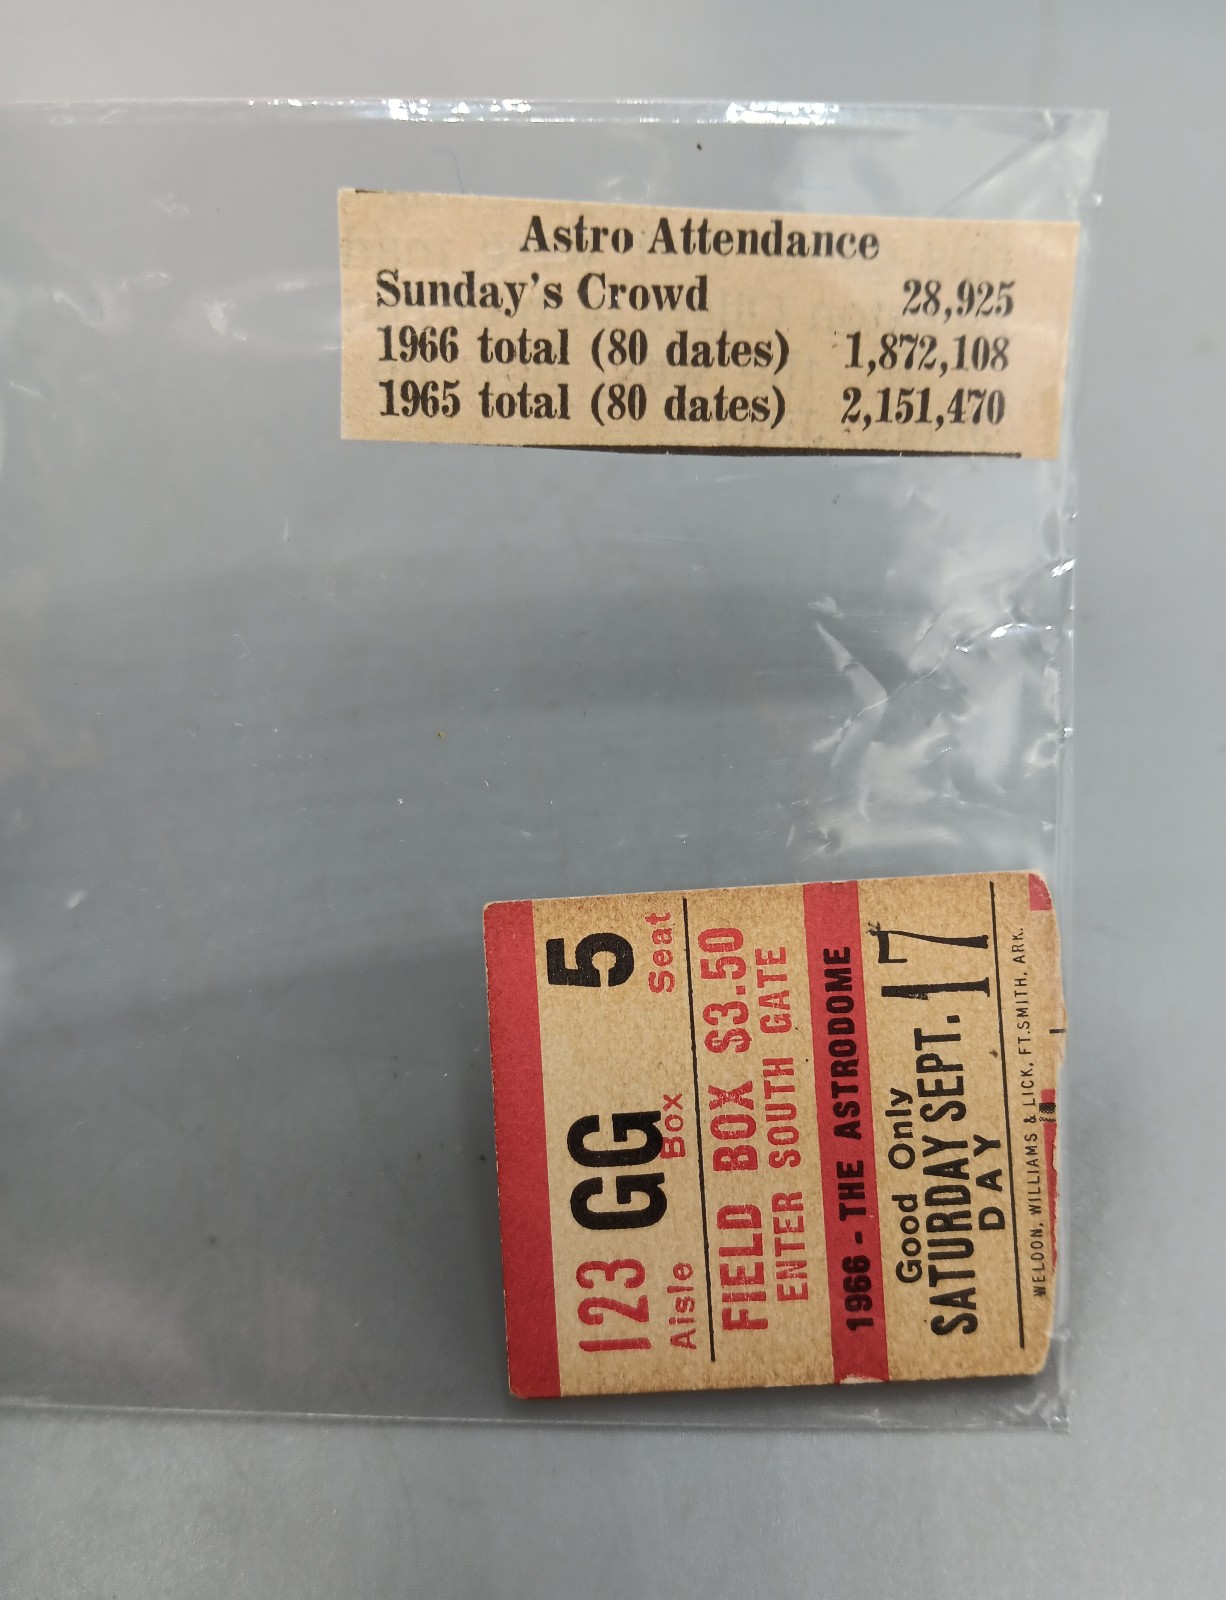 Astro Attendance
Sunday's Crowd 28,925
1966 total (80 dates) 1,872,108
1965 total (80 dates) 2,151,470
123 GG 5
Aisle Box Seat
FIELD BOX $3.50
ENTER SOUTH GATE
1966 - THE ASTRODOME
Good Only
SATURDAY SEPT. 17
DAY
WELDON, WILLIAMS & LICK, FT. SMITH, ARK.